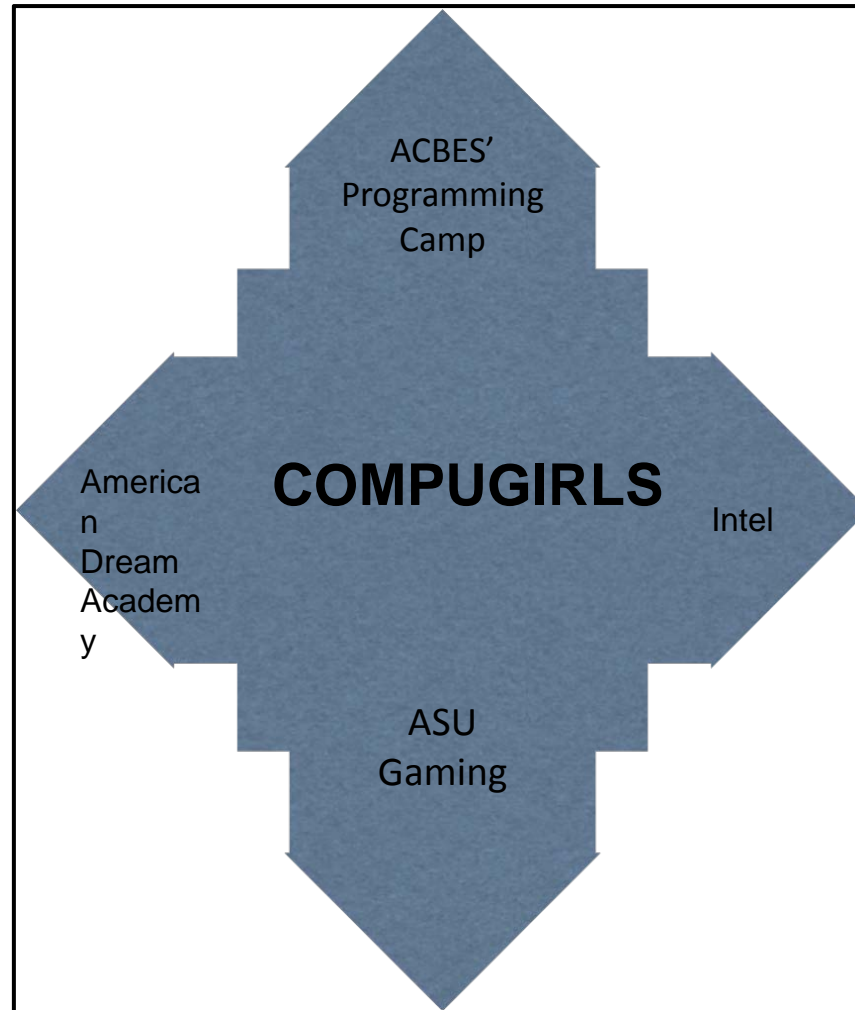 ACBES’
Programming
Camp
COMPUGIRLS
America
n
Dream
Academ
y
Intel
ASU
Gaming